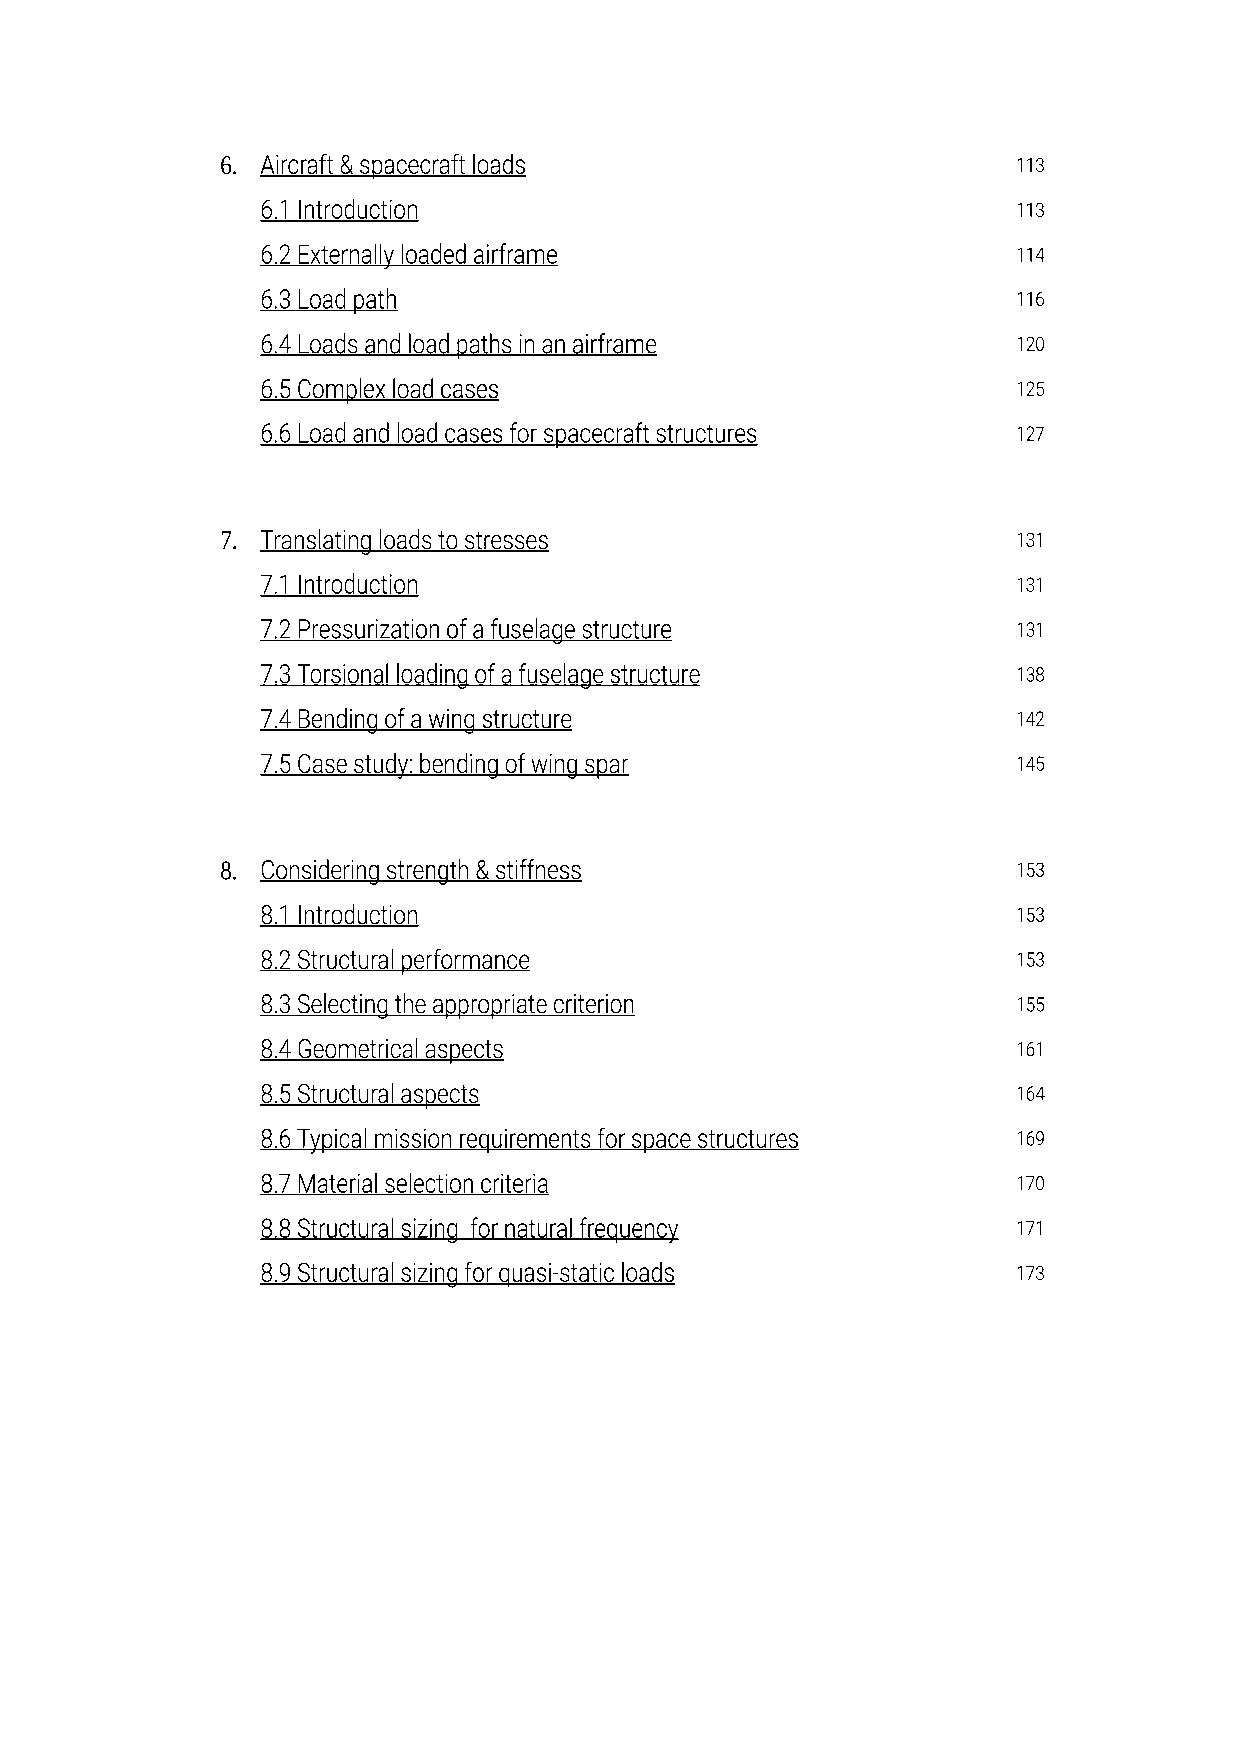 6. Aircraft & spacecraft loads 113
6.1 Introduction 113
6.2 Externally loaded airframe 114
6.3 Load path 116
6.4 Loads and load paths in an airframe 120
6.5 Complex load cases 125
6.6 Load and load cases for spacecraft structures 127
7. Translating loads to stresses 131
7.1 Introduction 131
7.2 Pressurization of a fuselage structure 131
7.3 Torsional loading of a fuselage structure 138
7.4 Bending of a wing structure 142
7.5 Case study: bending of wing spar 145
8. Considering strength & stiffness 153
8.1 Introduction 153
8.2 Structural performance 153
8.3 Selecting the appropriate criterion 155
8.4 Geometrical aspects 161
8.5 Structural aspects 164
8.6 Typical mission requirements for space structures 169
8.7 Material selection criteria 170
8.8 Structural sizing  for natural frequency 171
8.9 Structural sizing for quasi-static loads 173